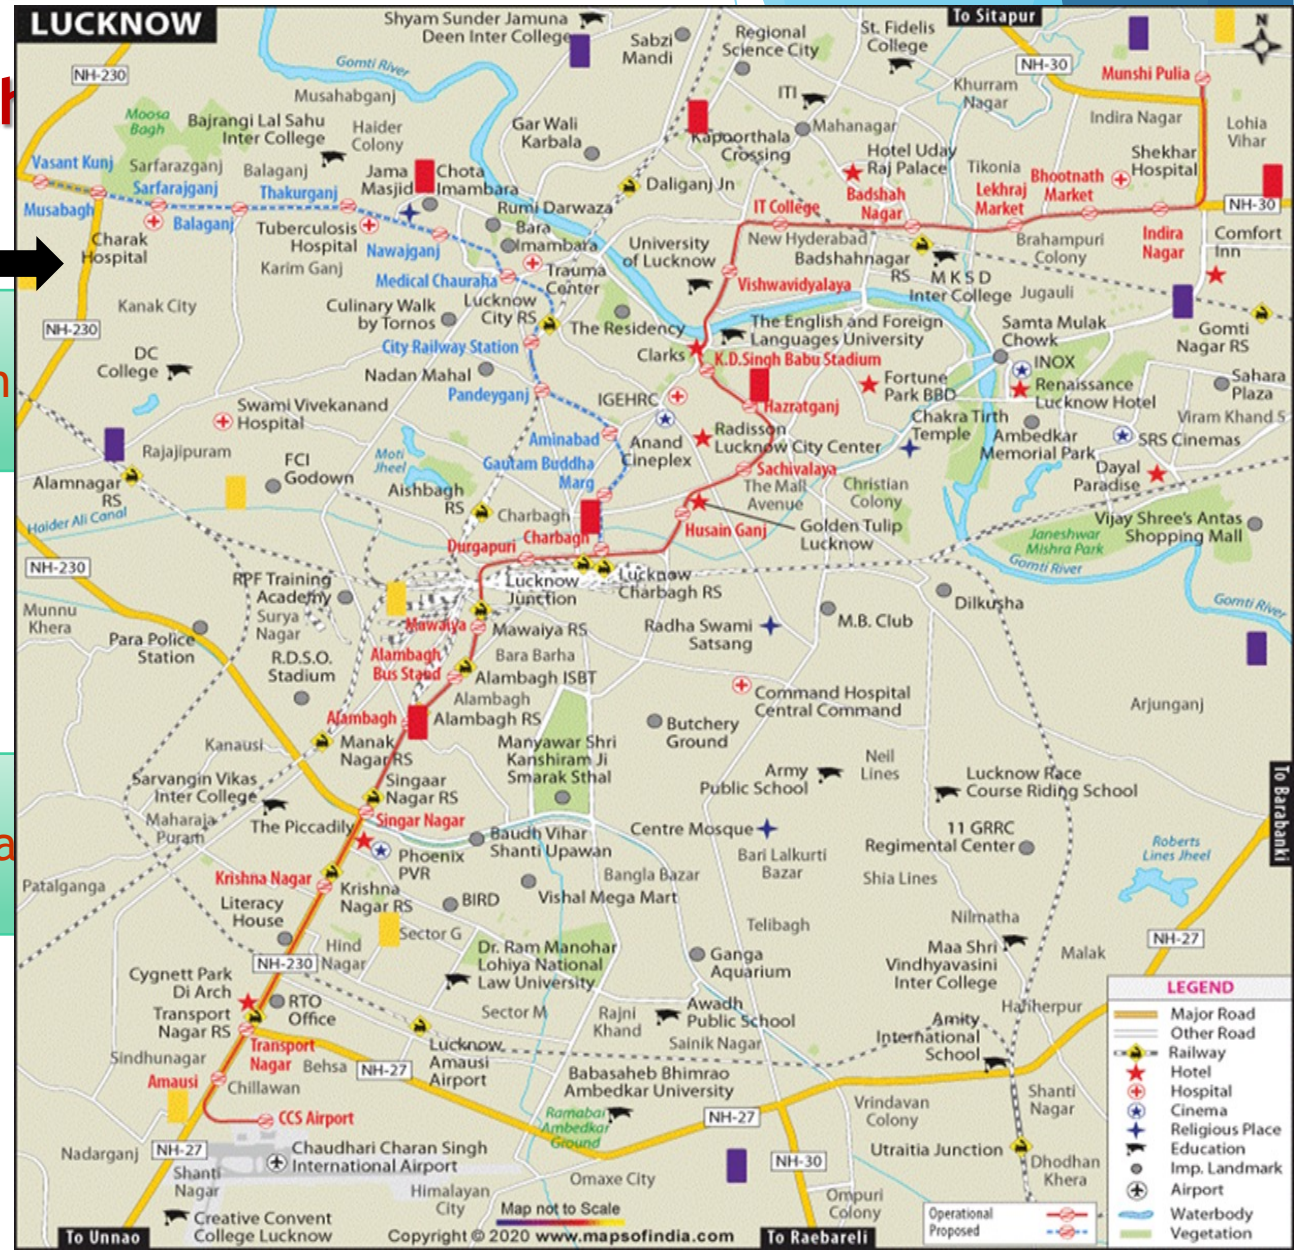 LUCKNOW
To Sitapur
N
Shyam Sunder Jamuna
Deen Inter College
Sabzi
Mandi
Regional
Science City
St. Fidelis
College
NH-230
Gomti River
NH-30
Munshi Pulia
Musahabganj
ITI
Khurram
Nagar
Moosa
Bagh
Bajrangi Lal Sahu
Inter College
Haider
Colony
Gar Wali
Karbala
Kapoorthala
Crossing
Mahanagar
Indira Nagar
Lohia
Vihar
Vasant Kunj
Sarfarazganj
Balaganj
Jama
Masjid
Chota
Imambara
Daliganj Jn
Hotel Uday
Raj Palace
Tikonia
Shekhar
Hospital
Sarfarajganj
Thakurganj
Badshah
Nagar
Lekhraj
Market
Bhootnath
Market
Musabagh
Balaganj
Rumi Darwaza
IT College
NH-30
Charak
Hospital
Tuberculosis
Hospital
Nawajganj
Bara
Imambara
University
of Lucknow
New Hyderabad
Badshahnagar
RS
Brahampuri
Colony
Indira
Nagar
Comfort
Inn
Karim Ganj
Medical Chauraha
Trauma
Center
Vishwavidyalaya
M K S D
Inter College
Jugauli
Kanak City
Culinary Walk
by Tornos
Lucknow
City RS
The Residency
The English and Foreign
Languages University
Samta Mulak
Chowk
Gomti
Nagar RS
NH-230
DC
College
City Railway Station
Clarks
K.D.Singh Babu Stadium
INOX
Nadan Mahal
Pandeyganj
IGEHRC
Fortune
Park BBD
Renaissance
Lucknow Hotel
Sahara
Plaza
Swami Vivekanand
Hospital
Hazratganj
Chakra Tirth
Temple
Viram Khand 5
Rajajipuram
Aminabad
Anand
Cineplex
Radisson
Lucknow City Center
Ambedkar
Memorial Park
SRS Cinemas
FCI
Godown
Moti
Jheel
Gautam Buddha
Marg
Sachivalaya
Dayal
Paradise
Alamnagar
RS
Aishbagh
RS
The Mall
Avenue
Christian
Colony
Haider Ali Canal
Charbagh
Husain Ganj
Golden Tulip
Lucknow
Vijay Shree's Antas
Shopping Mall
Durgapuri
Charbagh
Janeshwar
Mishra Park
NH-230
Gomti River
RPF Training
Academy
Lucknow
Junction
Lucknow
Charbagh RS
Dilkusha
Gomti River
Munnu
Khera
Surya
Nagar
Mawaiya
Mawaiya RS
Radha Swami
Satsang
M.B. Club
Para Police
Station
R.D.S.O.
Stadium
Alambagh
Bus Stand
Bara Barha
Alambagh ISBT
Command Hospital
Central Command
Alambagh
Alambagh
Alambagh RS
Butchery
Ground
Arjunganj
Kanausi
Manak
Nagar RS
Manyawar Shri
Kanshiram Ji
Smarak Sthal
Neil
Lines
Army
Public School
Lucknow Race
Course Riding School
To Barabanki
Sarvangin Vikas
Inter College
Singaar
Nagar RS
Maharaja
Puram
The Piccadily
Singar Nagar
Baudh Vihar
Shanti Upawan
Centre Mosque
11 GRRC
Regimental Center
Roberts
Lines Jheel
Phoenix
PVR
Bari Lalkurti
Bazar
Patalganga
Krishna Nagar
Krishna
Nagar RS
Bangla Bazar
Shia Lines
Literacy
House
BIRD
Vishal Mega Mart
Telibagh
Nilmatha
Sector G
Hind
Nagar
Dr. Ram Manohar
Lohiya National
Law University
Ganga
Aquarium
Maa Shri
Vindhyavasini
Inter College
Malak
NH-27
NH-230
Cygnett Park
Di Arch
RTO
Office
Transport
Nagar RS
Sector M
Rajni
Khand
Awadh
Public School
Sainik Nagar
Hariherpur
Amity
International
School
Sindhunagar
Transport
Nagar
Behsa
NH-27
Lucknow
Amausi
Airport
Babasaheb Bhimrao
Ambedkar University
Amausi
Chillawan
CCS Airport
Ramabai
Ambedkar
Ground
NH-27
Vrindavan
Colony
Shanti
Nagar
Nadarganj
NH-27
Chaudhari Charan Singh
International Airport
Utraitia Junction
NH-30
Dhodhan
Khera
Shanti
Nagar
Himalayan
City
Omaxe City
Ompuri
Colony
Creative Convent
College Lucknow
Map not to Scale
To Unnao
Copyright © 2020 www.mapsofindia.com
To Raebareli
Operational
Proposed
LEGEND
Major Road
Other Road
Railway
Hotel
Hospital
Cinema
Religious Place
Education
Imp. Landmark
Airport
Waterbody
Vegetation